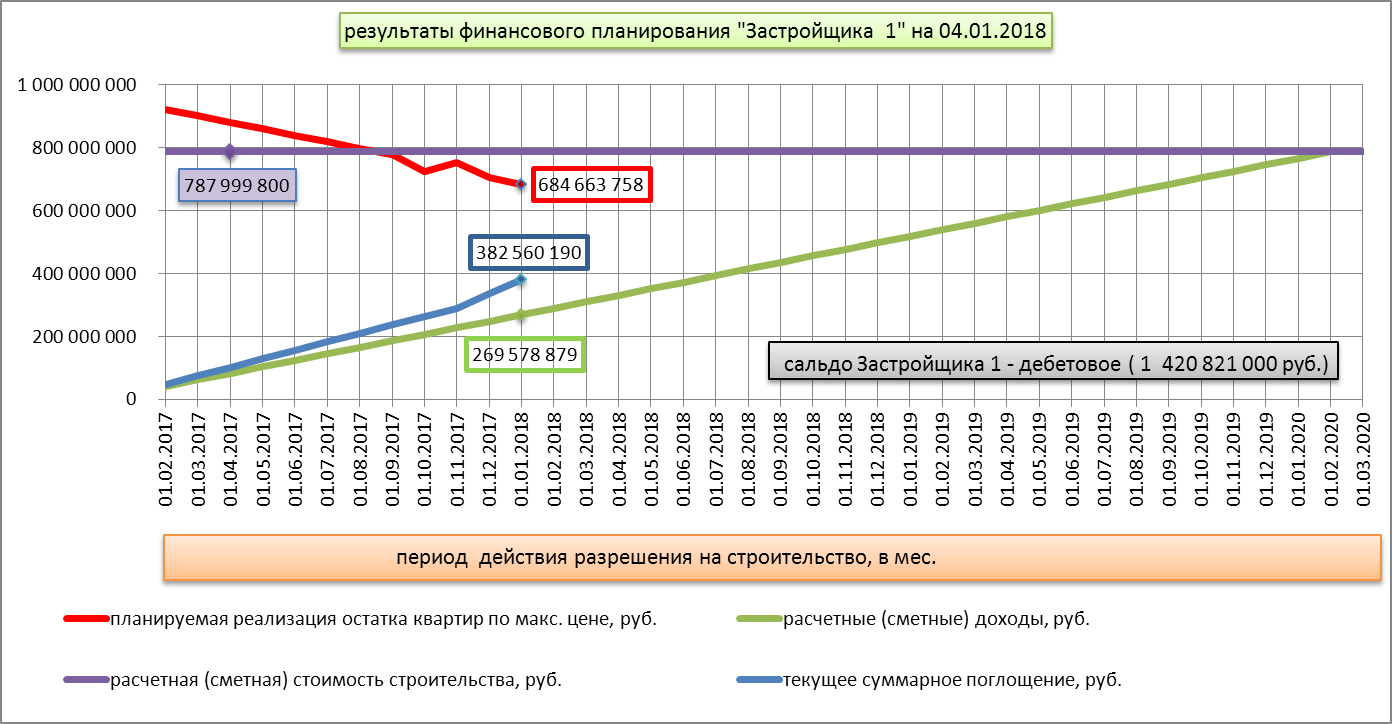 результаты финансового планирования "Застройщика 1" на 04.01.2018
1 000 000 000
800 000 000
600 000 000
400 000 000
200 000 000
0
787 999 800
684 663 758
382 560 190
269 578 879
сальдо Застройщика 1 - дебетовое ( 1 420 821 000 руб.)
01.02.2017
01.03.2017
01.04.2017
01.05.2017
01.06.2017
01.07.2017
01.08.2017
01.09.2017
01.10.2017
01.11.2017
01.12.2017
01.01.2018
01.02.2018
01.03.2018
01.04.2018
01.05.2018
01.06.2018
01.07.2018
01.08.2018
01.09.2018
01.10.2018
01.11.2018
01.12.2018
01.01.2019
01.02.2019
01.03.2019
01.04.2019
01.05.2019
01.06.2019
01.07.2019
01.08.2019
01.09.2019
01.10.2019
01.11.2019
01.12.2019
01.01.2020
01.02.2020
01.03.2020
период действия разрешения на строительство, в мес.
планируемая реализация остатка квартир по макс. цене, руб.
расчетные (сметные) доходы, руб.
расчетная (сметная) стоимость строительства, руб.
текущее суммарное поглощение, руб.